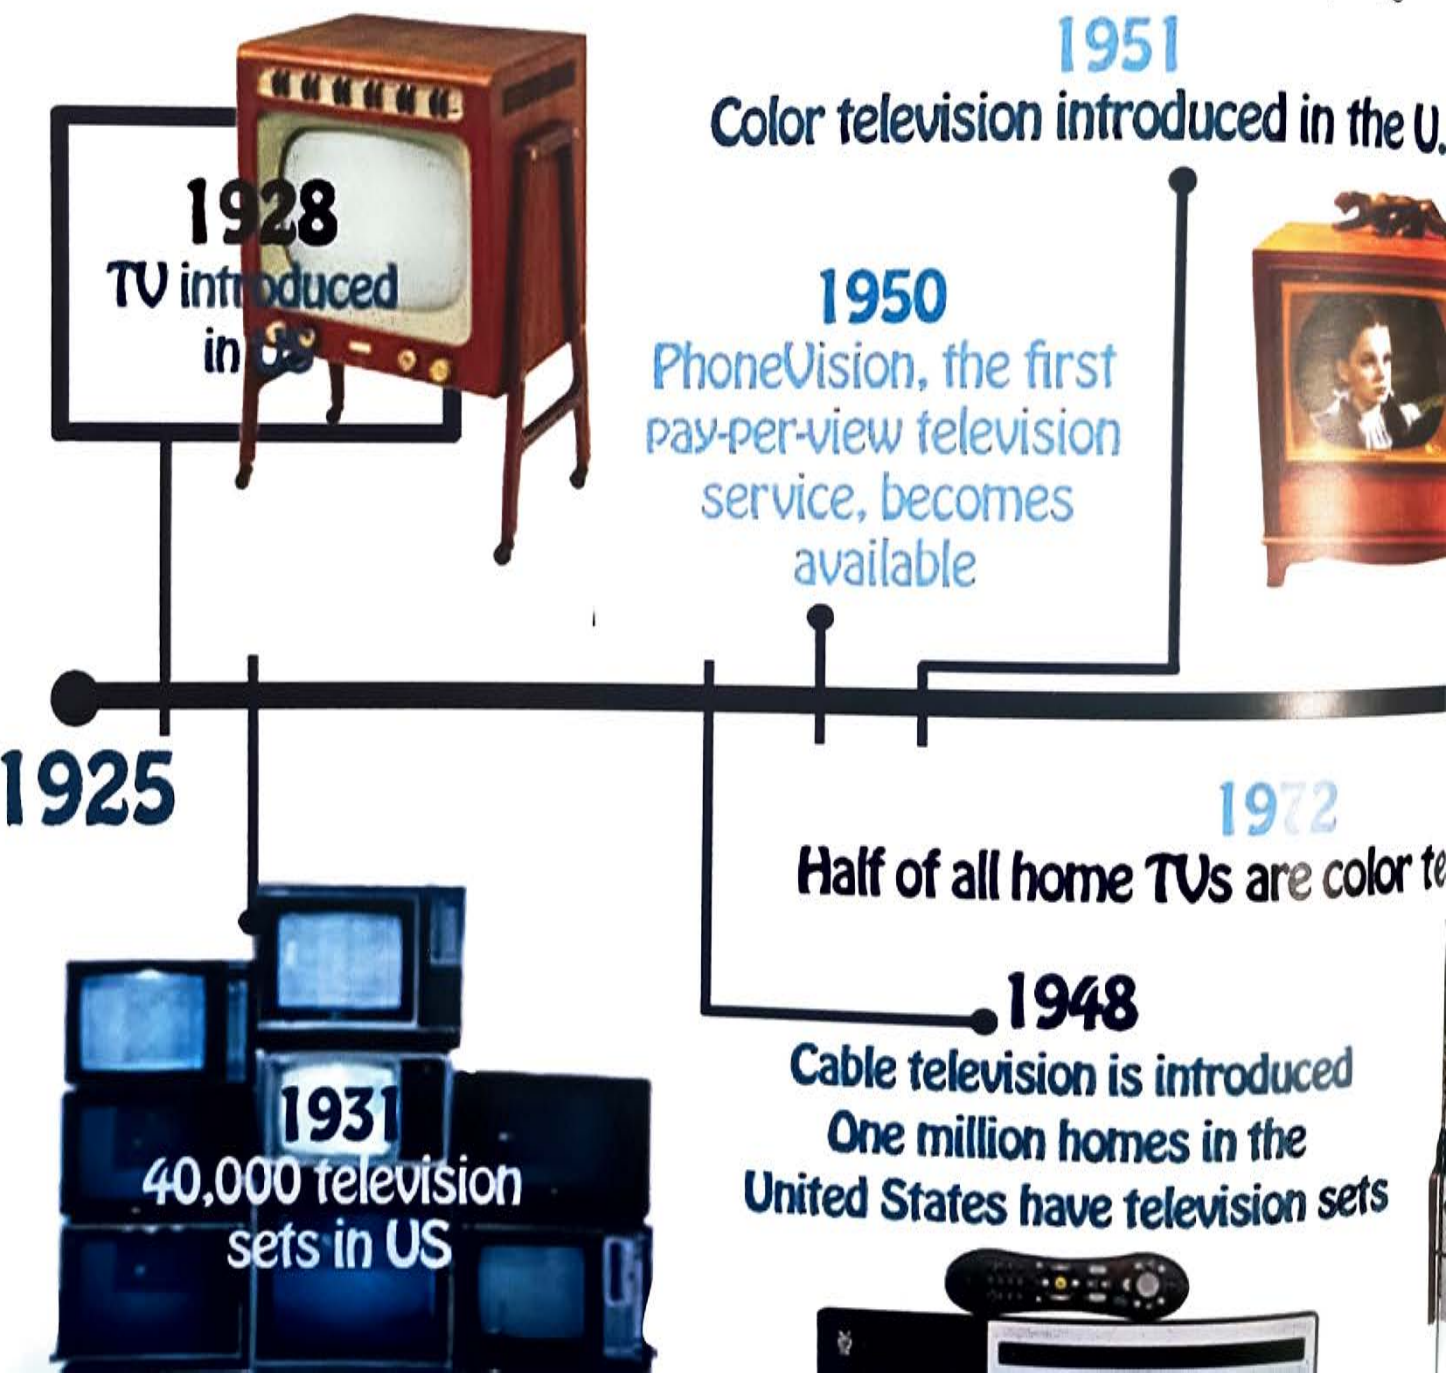 1951
Color television introduced in the U.
1928
TV introduced
in US
1950
PhoneVision, the first
pay-per-view television
service, becomes
available
1925
1972
Half of all home TVs are color te
1948
Cable television is introduced
One million homes in the
United States have television sets
1931
40,000 television
sets in US